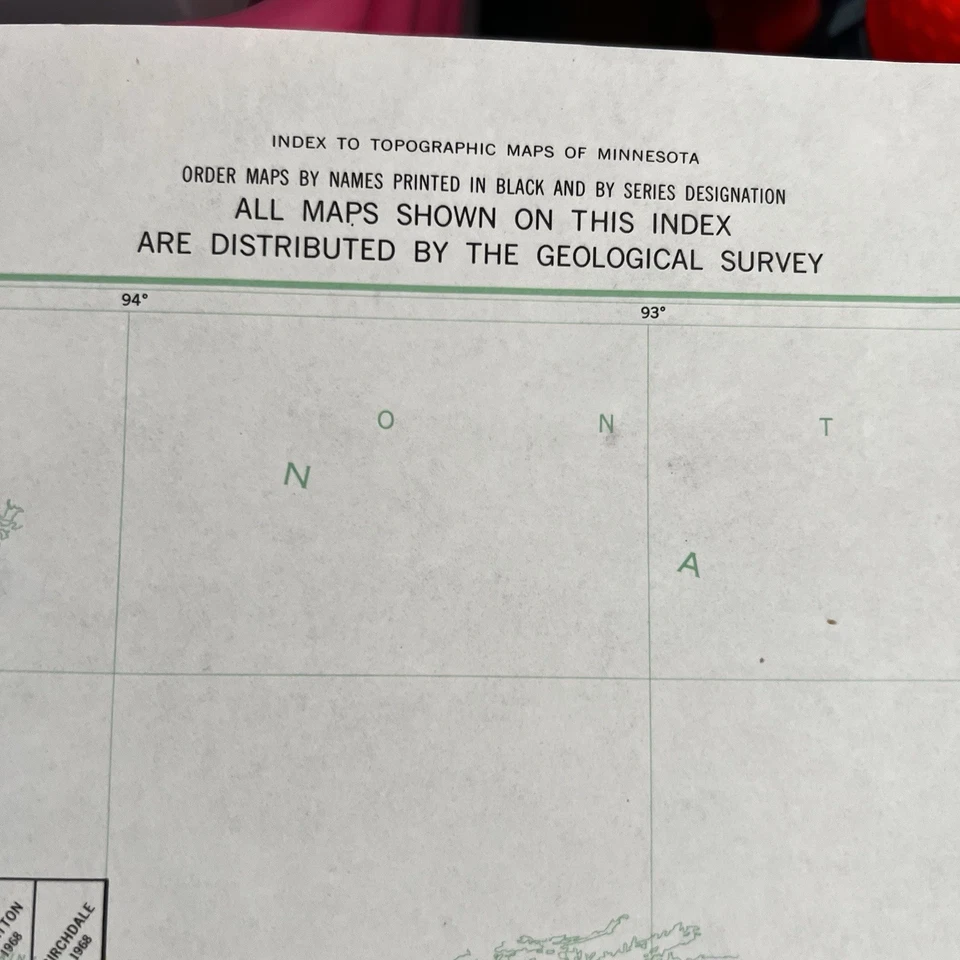 INDEX TO TOPOGRAPHIC MAPS OF MINNESOTA
ORDER MAPS BY NAMES PRINTED IN BLACK AND BY SERIES DESIGNATION
ALL MAPS SHOWN ON THIS INDEX
ARE DISTRIBUTED BY THE GEOLOGICAL SURVEY
94° 93°
O N T
N
A
1968
1968